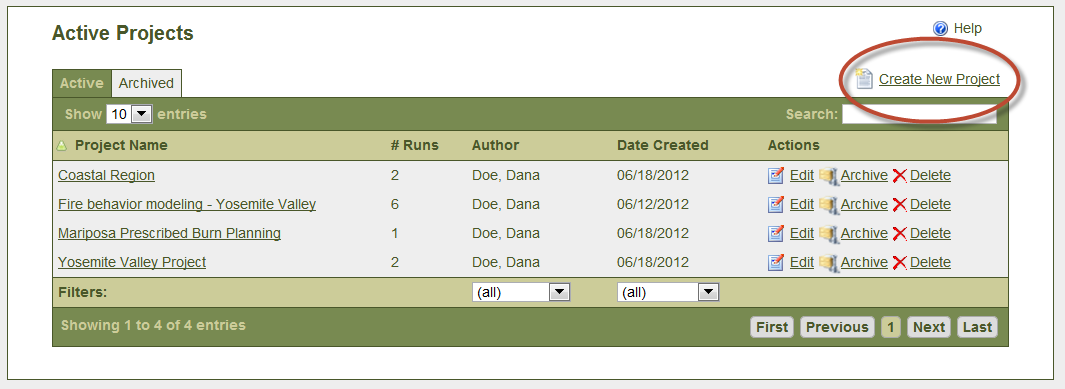 Active Projects
Help
Active Archived
Create New Project
Show 10 entries Search:
Project Name # Runs Author Date Created Actions
Coastal Region 2 Doe, Dana 06/18/2012 Edit Archive Delete
Fire behavior modeling - Yosemite Valley 6 Doe, Dana 06/12/2012 Edit Archive Delete
Mariposa Prescribed Burn Planning 1 Doe, Dana 06/18/2012 Edit Archive Delete
Yosemite Valley Project 2 Doe, Dana 06/18/2012 Edit Archive Delete
Filters: (all) (all)
Showing 1 to 4 of 4 entries First Previous 1 Next Last